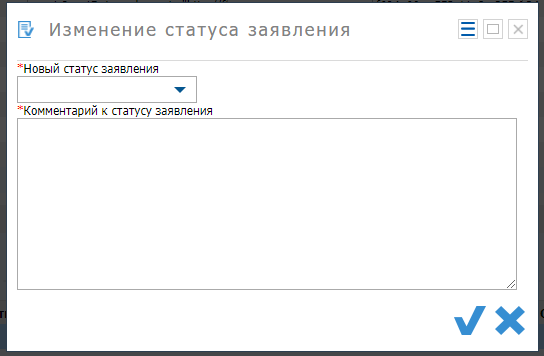 Изменение статуса заявления
*Новый статус заявления
*Комментарий к статусу заявления